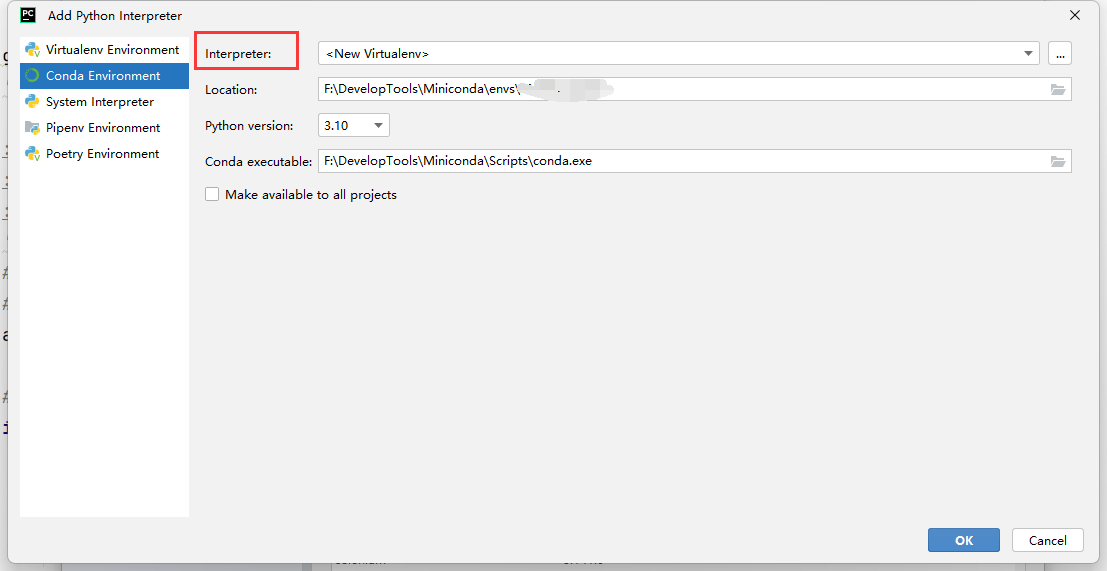 PC Add Python Interpreter
Virtualenv Environment
Conda Environment
System Interpreter
Pipenv Environment
Poetry Environment
Interpreter: <New Virtualenv> ...
Location: F:\DevelopTools\Miniconda\envs\
Python version: 3.10
Conda executable: F:\DevelopTools\Miniconda\Scripts\conda.exe
Make available to all projects
OK Cancel